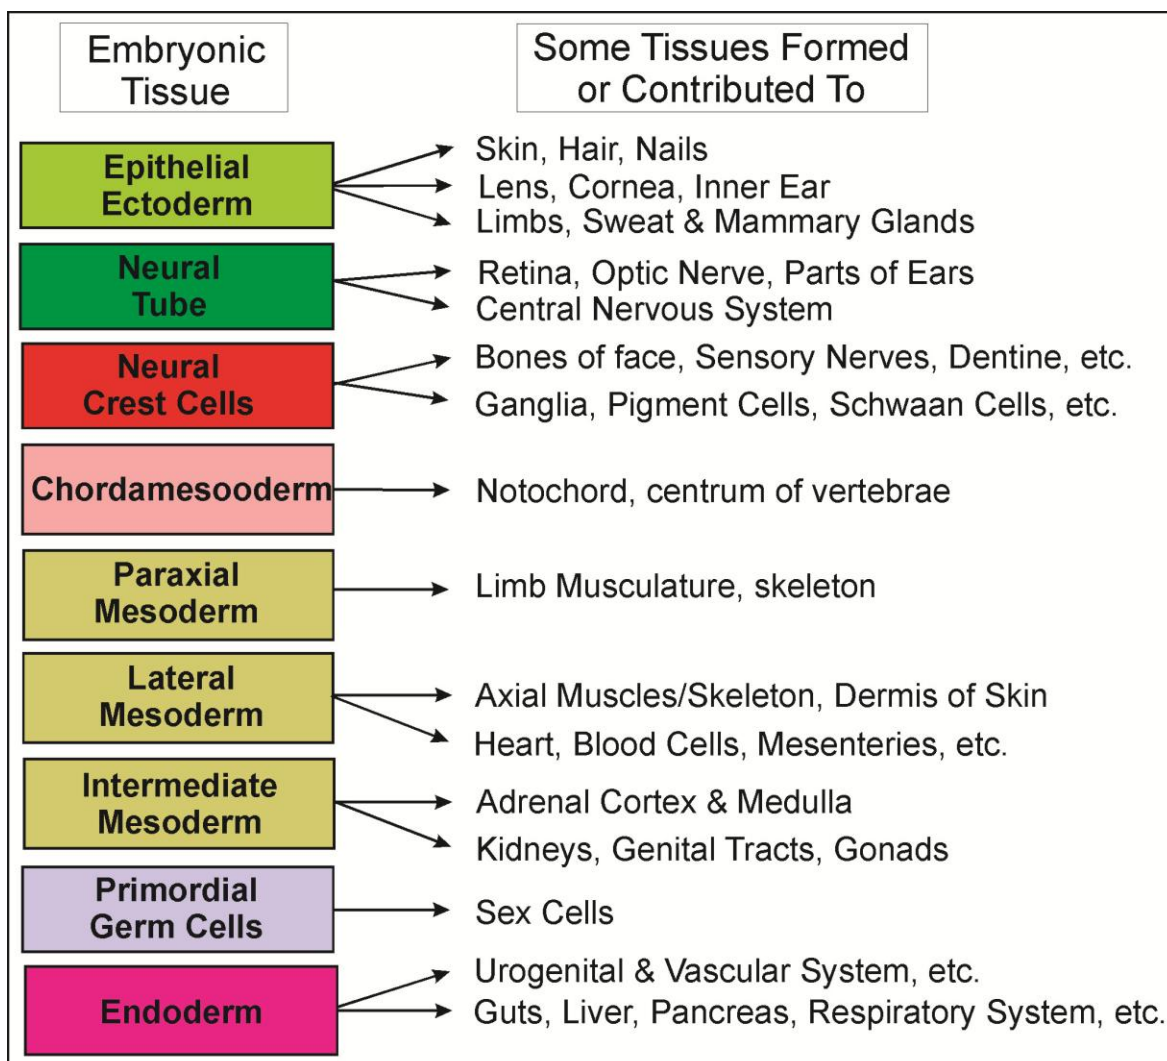 Embryonic
Tissue
Some Tissues Formed
or Contributed To
Epithelial
Ectoderm
Skin, Hair, Nails
Lens, Cornea, Inner Ear
Limbs, Sweat & Mammary Glands
Neural
Tube
Retina, Optic Nerve, Parts of Ears
Central Nervous System
Neural
Crest Cells
Bones of face, Sensory Nerves, Dentine, etc.
Ganglia, Pigment Cells, Schwaan Cells, etc.
Chordamesooderm
Notochord, centrum of vertebrae
Paraxial
Mesoderm
Limb Musculature, skeleton
Lateral
Mesoderm
Axial Muscles/Skeleton, Dermis of Skin
Heart, Blood Cells, Mesenteries, etc.
Intermediate
Mesoderm
Adrenal Cortex & Medulla
Kidneys, Genital Tracts, Gonads
Primordial
Germ Cells
Sex Cells
Endoderm
Urogenital & Vascular System, etc.
Guts, Liver, Pancreas, Respiratory System, etc.